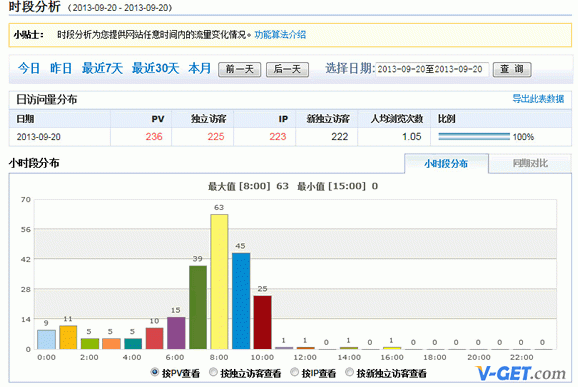 时段分析 (2013-09-20 - 2013-09-20)
小贴士: 时段分析为您提供网站任意时间内的流量变化情况。功能算法介绍
今日 昨日 最近7天 最近30天 本月 前一天 后一天 选择日期: 2013-09-20至2013-09-20 查 询
日访问量分布 导出此表数据
日期 PV 独立访客 IP 新独立访客 人均浏览次数 比例
2013-09-20 236 225 223 222 1.05 100%
小时段分布 小时段分布 同期对比
最大值 [8:00] 63 最小值 [15:00] 0
70
63
56
45
42
39
28
25
15
14
11
10
9
5 5 5
1 1 0 1 0 1 0 0 0 0 0 0 0
0
0:00 2:00 4:00 6:00 8:00 10:00 12:00 14:00 16:00 18:00 20:00 22:00
按PV查看 按独立访客查看 按IP查看 按新独立访客查看
V-GET.com